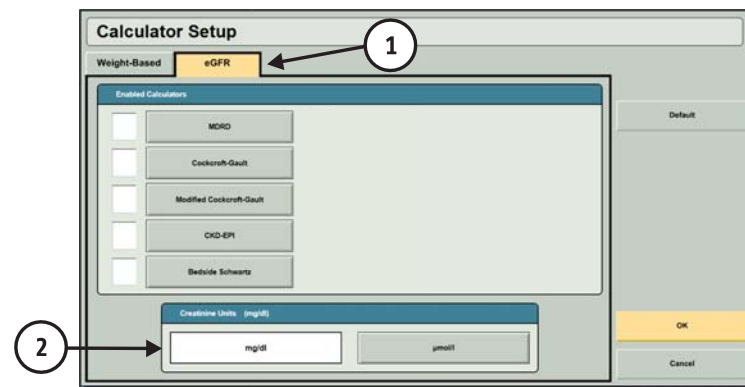 Calculator Setup
1
Weight-Based eGFR
Enabled Calculators
MDRD
Default
Cockcroft-Gault
Modified Cockcroft-Gault
CKD-EPI
Bedside Schwartz
Creatinine Units (mg/dl)
2
mg/dl µmol/l
OK
Cancel